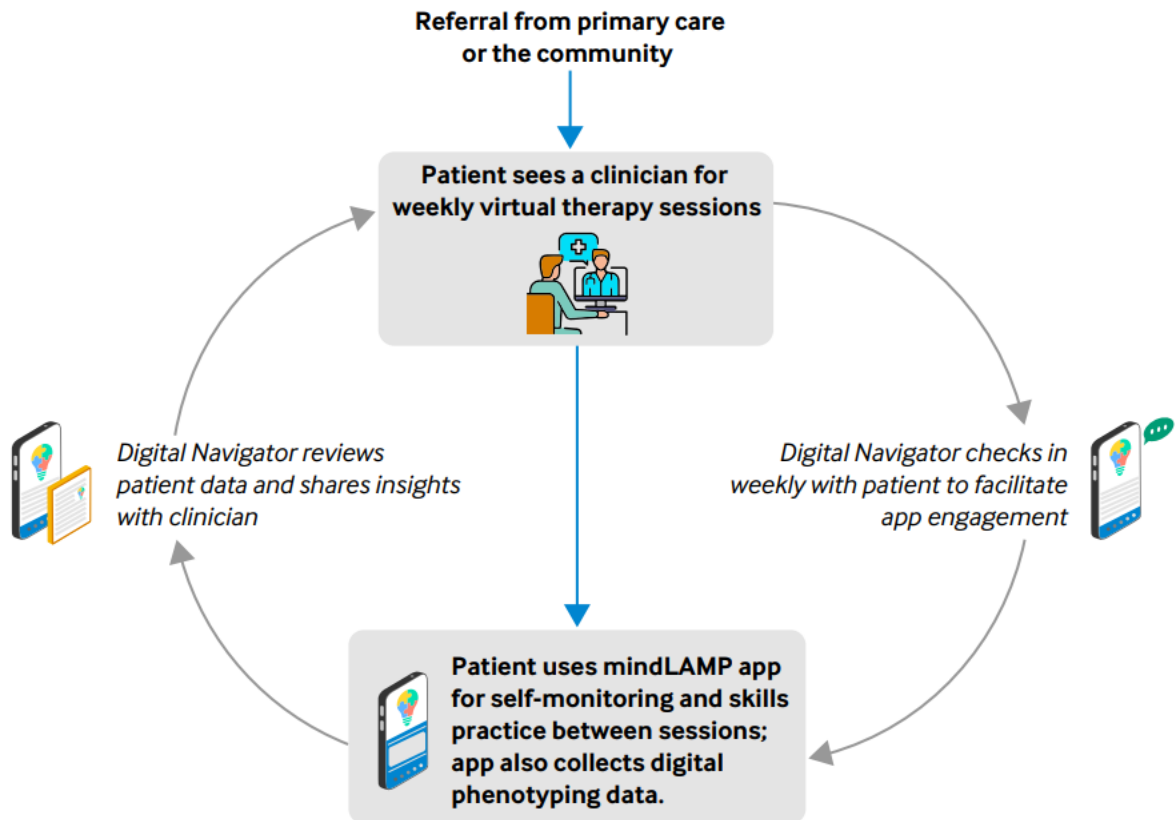 Referral from primary care
or the community
Patient sees a clinician for
weekly virtual therapy sessions
Digital Navigator reviews
patient data and shares insights
with clinician
Digital Navigator checks in
weekly with patient to facilitate
app engagement
Patient uses mindLAMP app
for self-monitoring and skills
practice between sessions;
app also collects digital
phenotyping data.